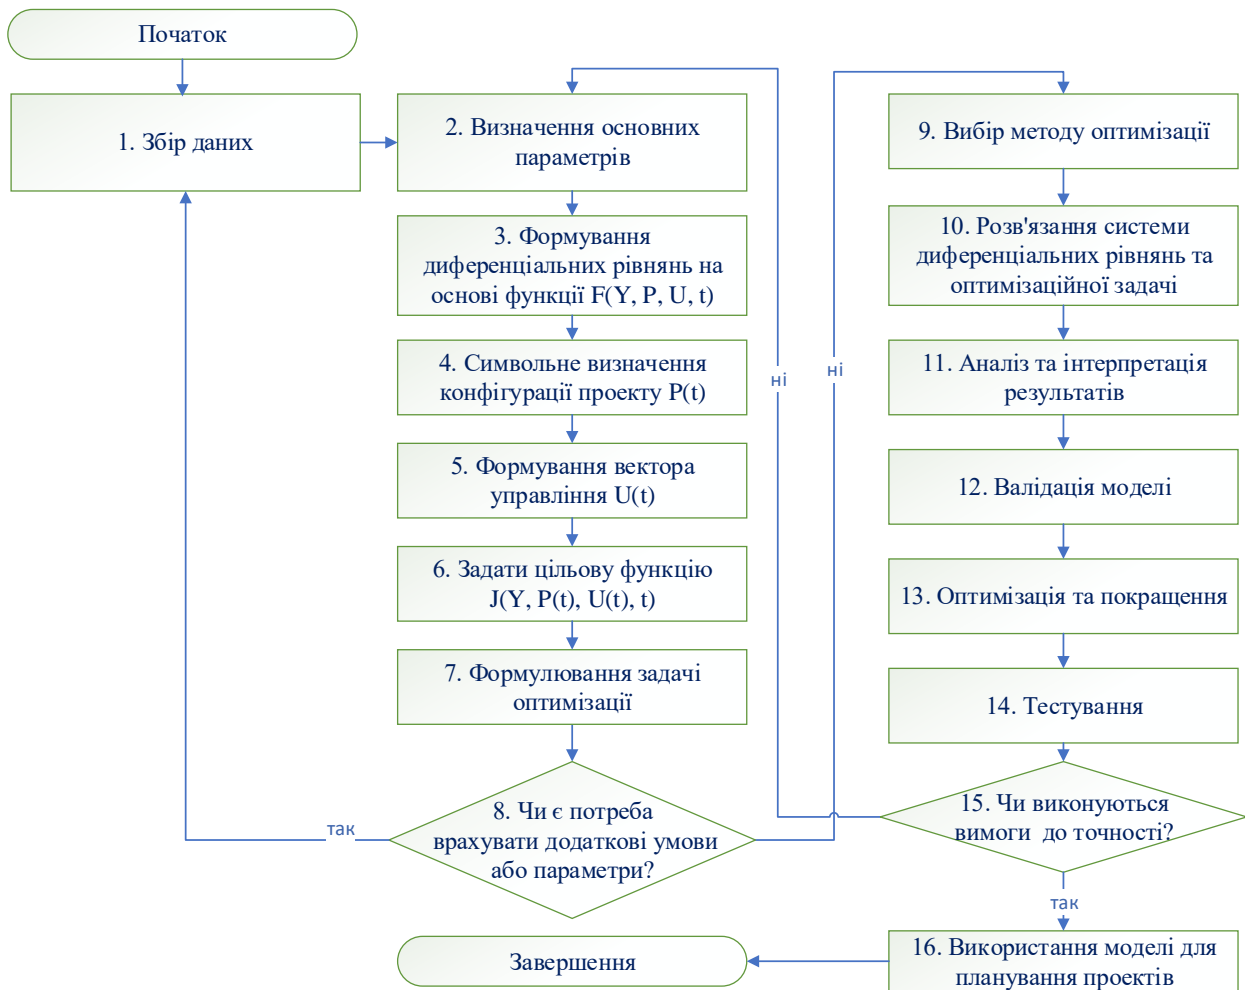 Початок
1. Збір даних
2. Визначення основних
параметрів
3. Формування
диференціальних рівнянь на
основі функції F(Y, P, U, t)
4. Символьне визначення
конфігурації проекту P(t)
5. Формування вектора
управління U(t)
6. Задати цільову функцію
J(Y, P(t), U(t), t)
7. Формулювання задачі
оптимізації
8. Чи є потреба
врахувати додаткові умови
або параметри?
так
ні
ні
9. Вибір методу оптимізації
10. Розв'язання системи
диференціальних рівнянь та
оптимізаційної задачі
11. Аналіз та інтерпретація
результатів
12. Валідація моделі
13. Оптимізація та покращення
14. Тестування
15. Чи виконуються
вимоги до точності?
так
16. Використання моделі для
планування проектів
Завершення